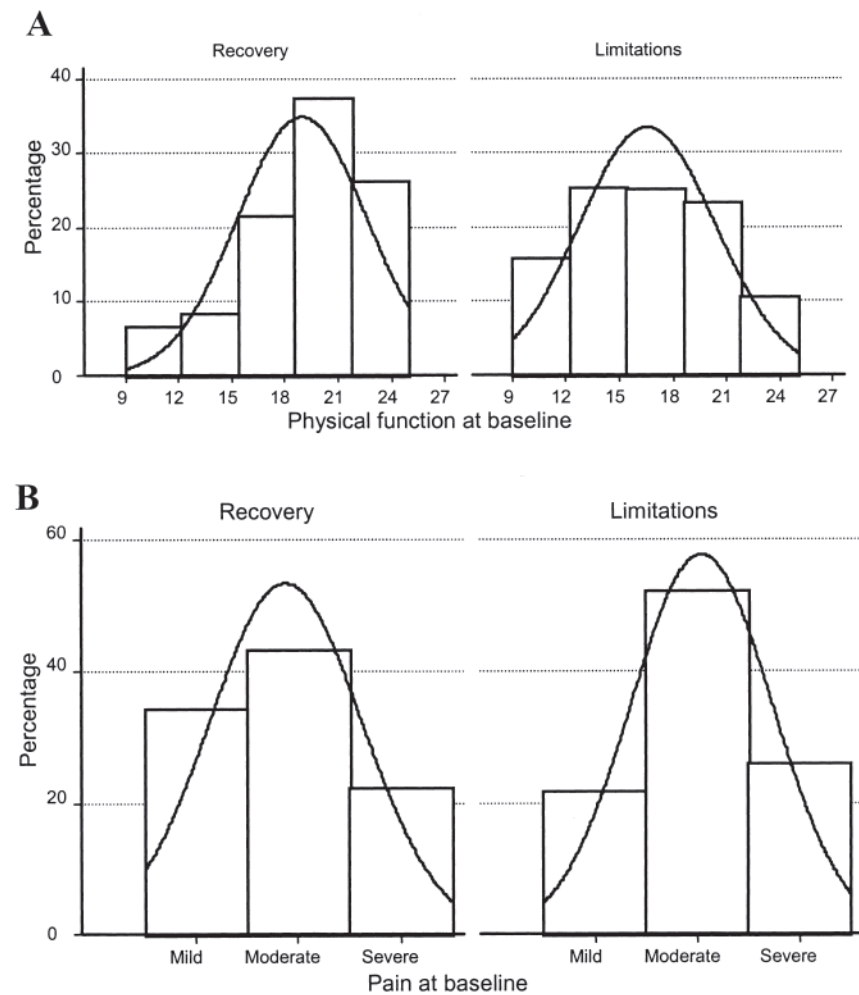 A
Recovery Limitations
40
30
20
10
0
Percentage
9 12 15 18 21 24 27 9 12 15 18 21 24 27
Physical function at baseline
B
Recovery Limitations
60
40
20
0
Percentage
Mild Moderate Severe Mild Moderate Severe
Pain at baseline